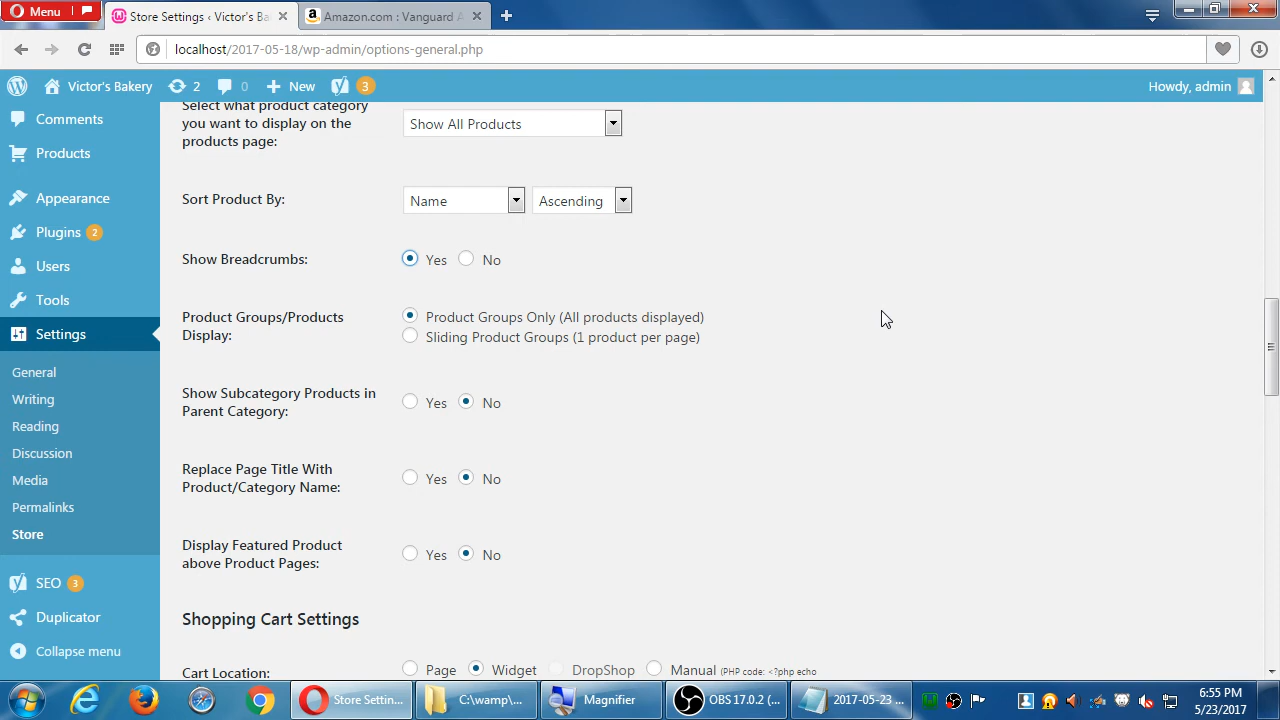 Menu
Store Settings ‹ Victor's Ba
Amazon.com : Vanguard A
localhost/2017-05-18/wp-admin/options-general.php
Victor's Bakery
2
0
New
3
Howdy, admin
Comments
Products
Appearance
Plugins 2
Users
Tools
Settings
General
Writing
Reading
Discussion
Media
Permalinks
Store
SEO 3
Duplicator
Collapse menu
Select what product category
you want to display on the
products page:
Show All Products
Sort Product By:
Name
Ascending
Show Breadcrumbs:
Yes No
Product Groups/Products
Display:
Product Groups Only (All products displayed)
Sliding Product Groups (1 product per page)
Show Subcategory Products in
Parent Category:
Yes No
Replace Page Title With
Product/Category Name:
Yes No
Display Featured Product
above Product Pages:
Yes No
Shopping Cart Settings
Cart Location:
Page Widget DropShop Manual (PHP code: <?php echo
Store Settin...
C:\wamp\...
Magnifier
OBS 17.0.2 (...
2017-05-23 ...
6:55 PM
5/23/2017